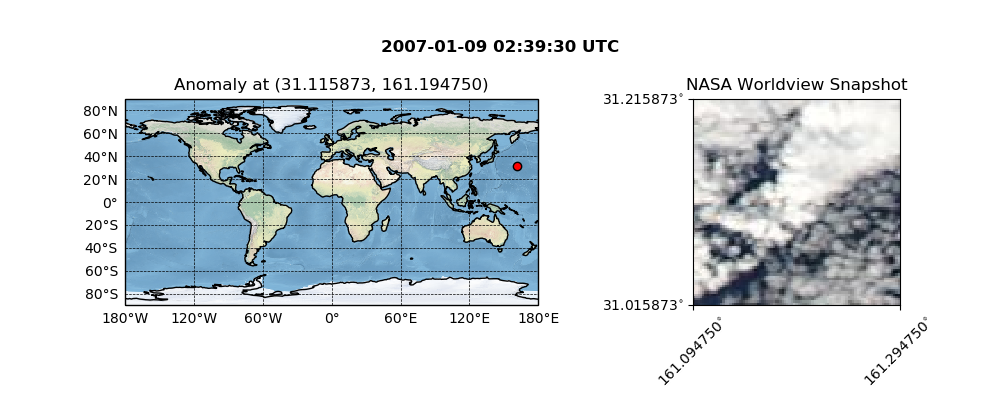 2007-01-09 02:39:30 UTC
Anomaly at (31.115873, 161.194750)
80°N
60°N
40°N
20°N
0°
20°S
40°S
60°S
80°S
180°W 120°W 60°W 0° 60°E 120°E 180°E
NASA Worldview Snapshot
31.215873°
31.015873°
161.094750°
161.294750°